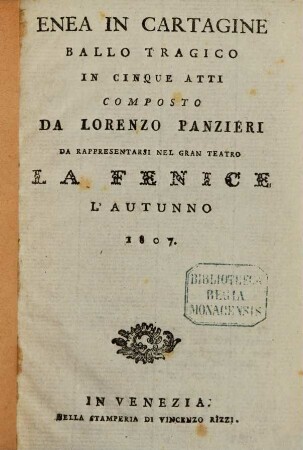 ENEA IN CARTAGINE
BALLO TRAGICO
IN CINQUE ATTI
COMPOSTO
DA LORENZO PANZIERI
DA RAPPRESENTARSI NEL GRAN TEATRO
LA FENICE
L'AUTUNNO
1807.
BIBLIOTHECA
REGIA
MONACENSIS
IN VENEZIA.
NELLA STAMPERIA DI VINCENZO RIZZI.